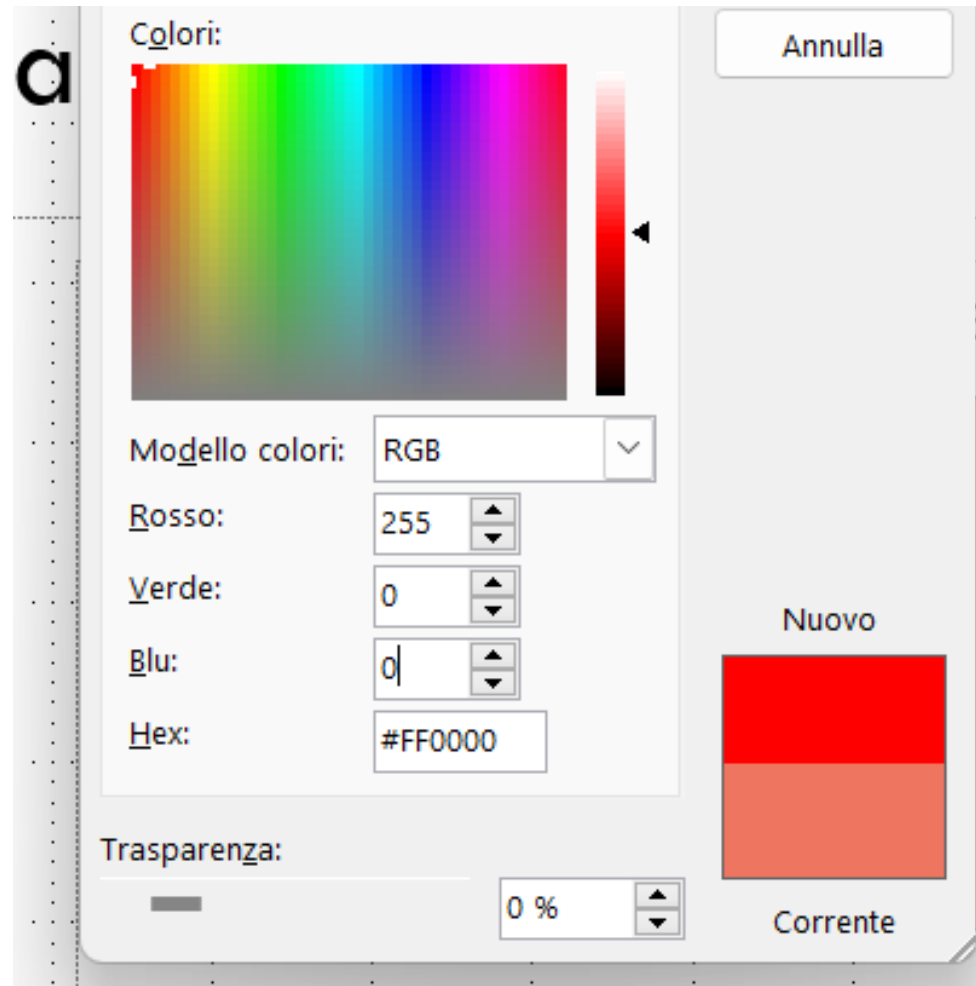 a
Colori:
Annulla
Modello colori: RGB
Rosso: 255
Verde: 0
Nuovo
Blu: 0
Hex: #FF0000
Trasparenza:
0 %
Corrente